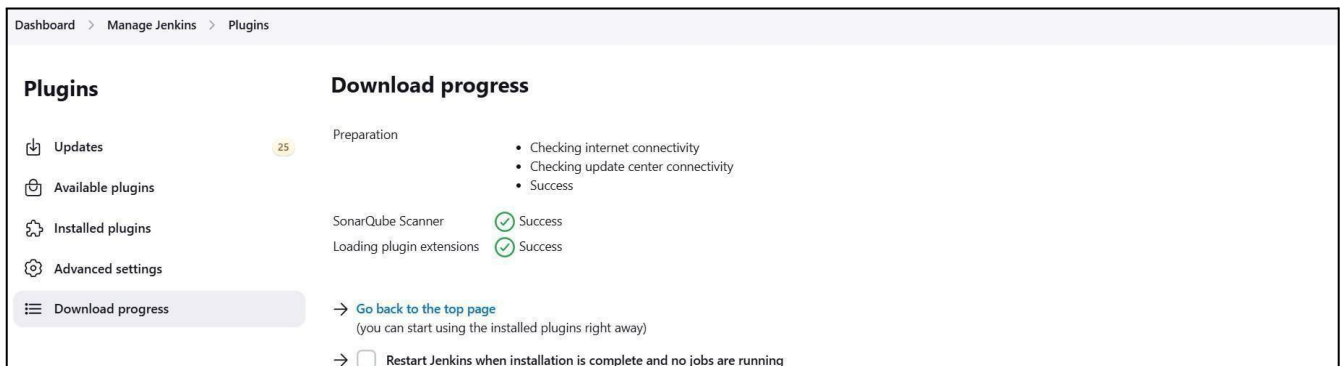 Dashboard > Manage Jenkins > Plugins
Plugins
Updates 25
Available plugins
Installed plugins
Advanced settings
Download progress
Download progress
Preparation
• Checking internet connectivity
• Checking update center connectivity
• Success
SonarQube Scanner Success
Loading plugin extensions Success
→ Go back to the top page
(you can start using the installed plugins right away)
→ Restart Jenkins when installation is complete and no jobs are running